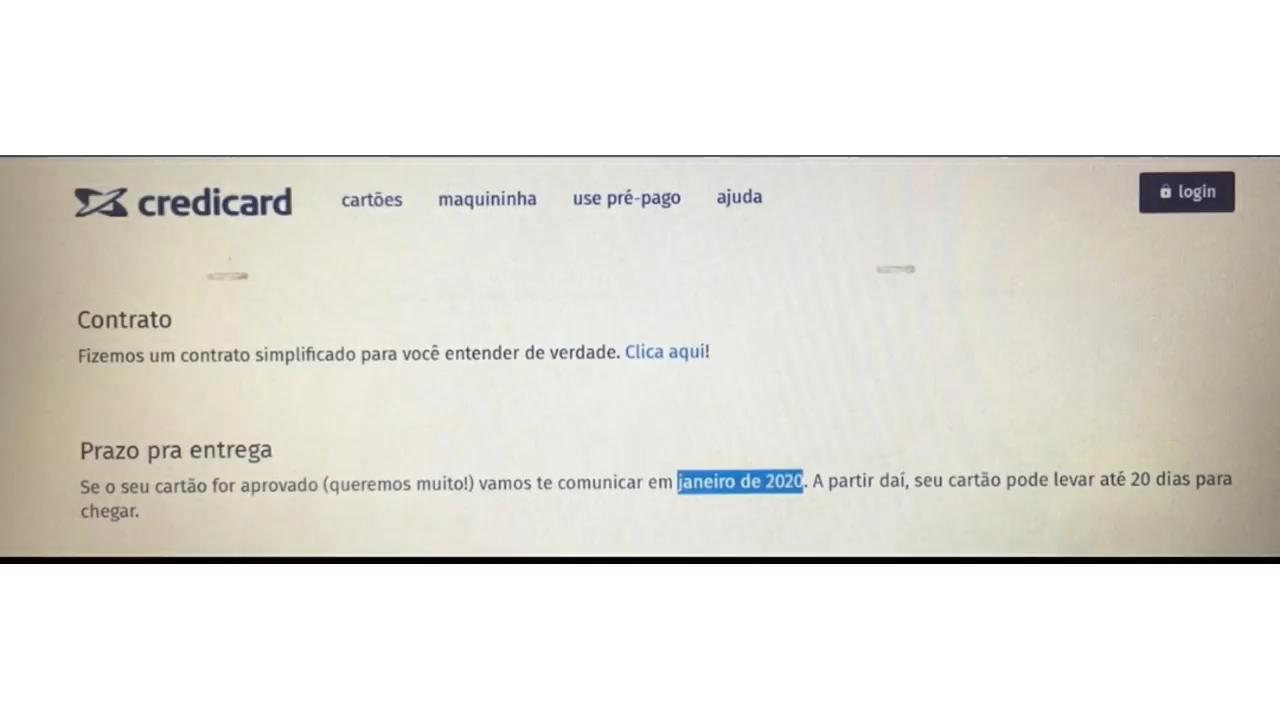 credicard cartões maquininha use pré-pago ajuda login
Contrato
Fizemos um contrato simplificado para você entender de verdade. Clica aqui!
Prazo pra entrega
Se o seu cartão for aprovado (queremos muito!) vamos te comunicar em janeiro de 2020. A partir daí, seu cartão pode levar até 20 dias para
chegar.